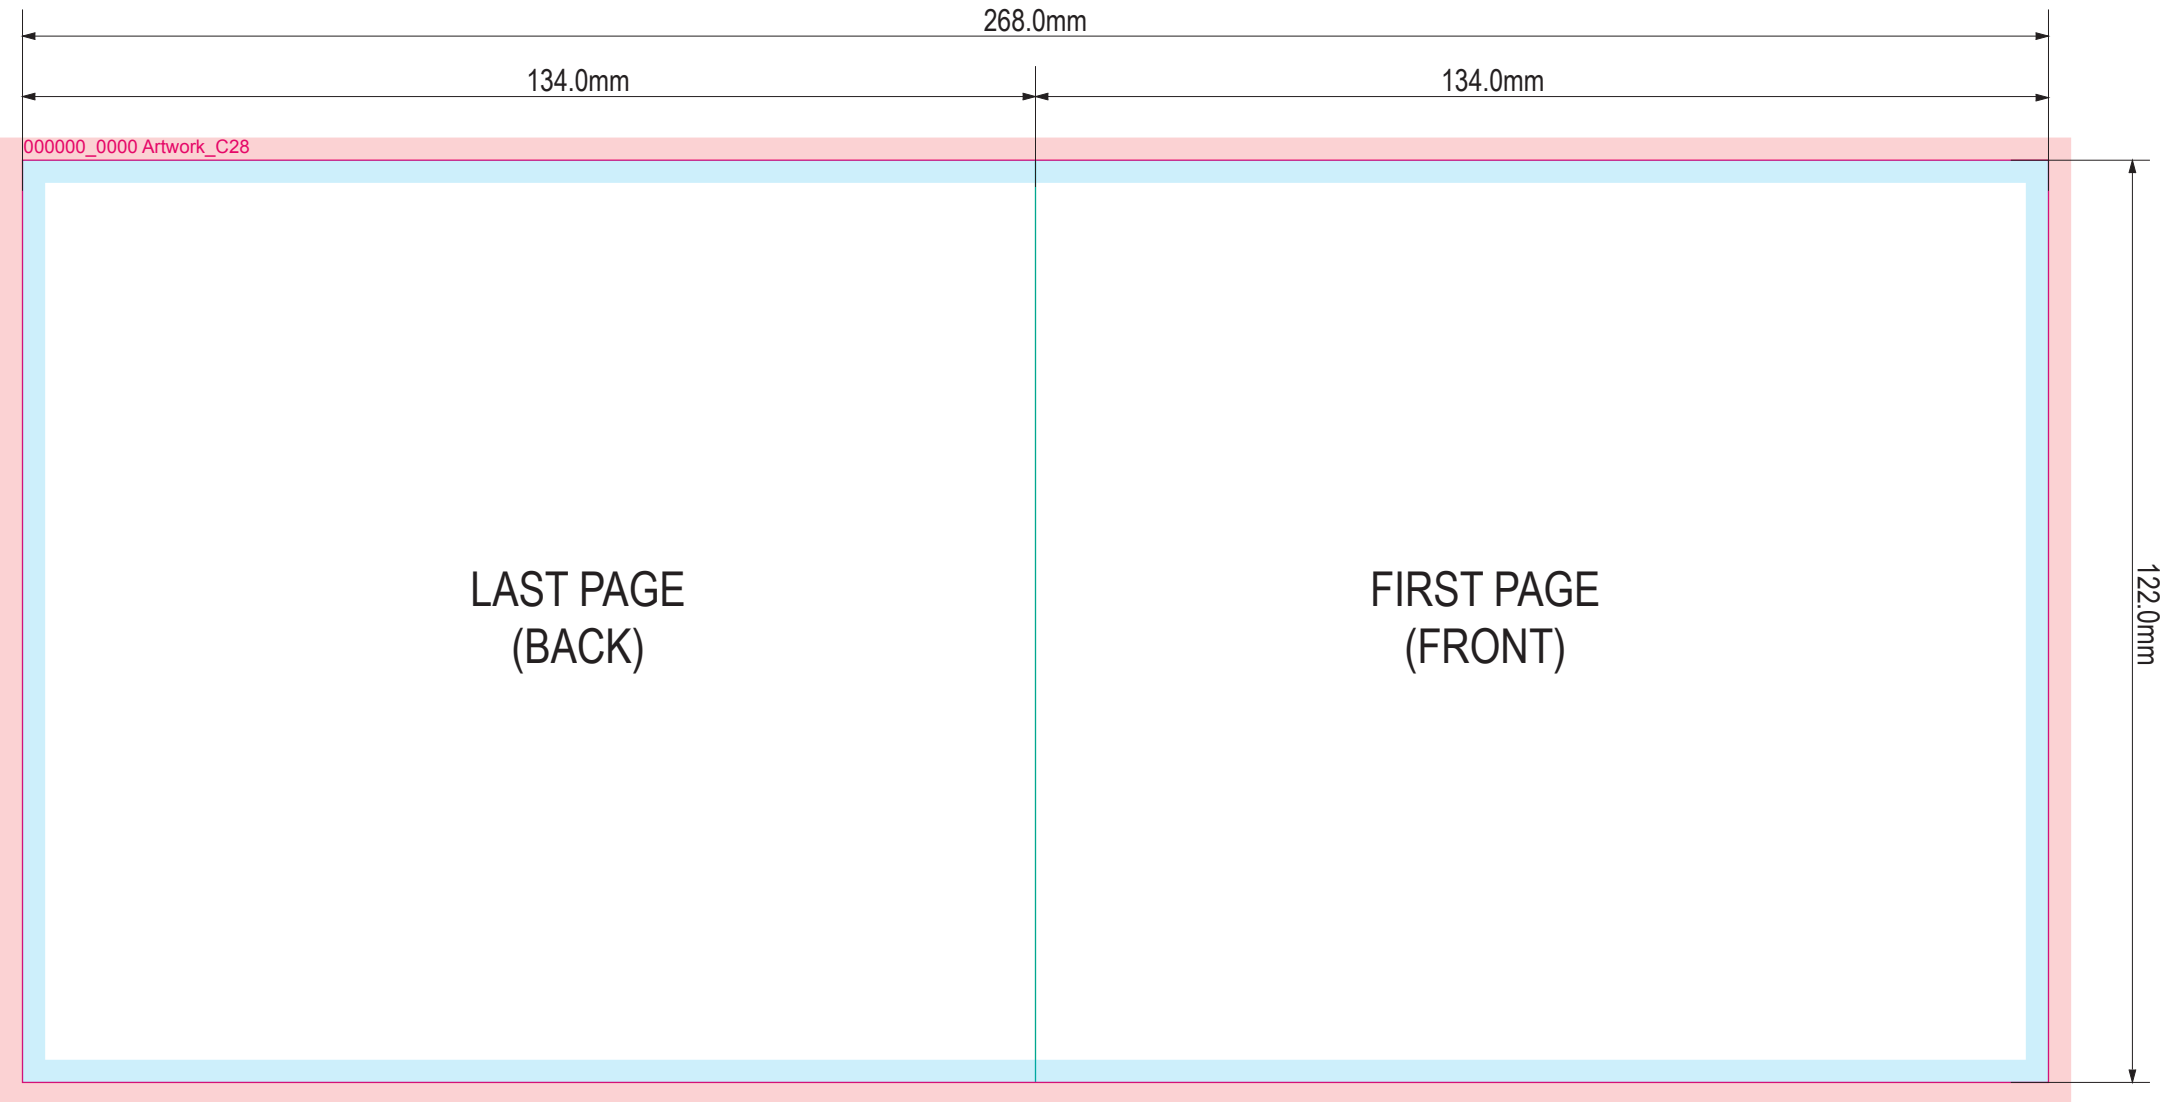 268.0mm
134.0mm
134.0mm
000000_0000 Artwork_C28
LAST PAGE
(BACK)
FIRST PAGE
(FRONT)
122.0mm